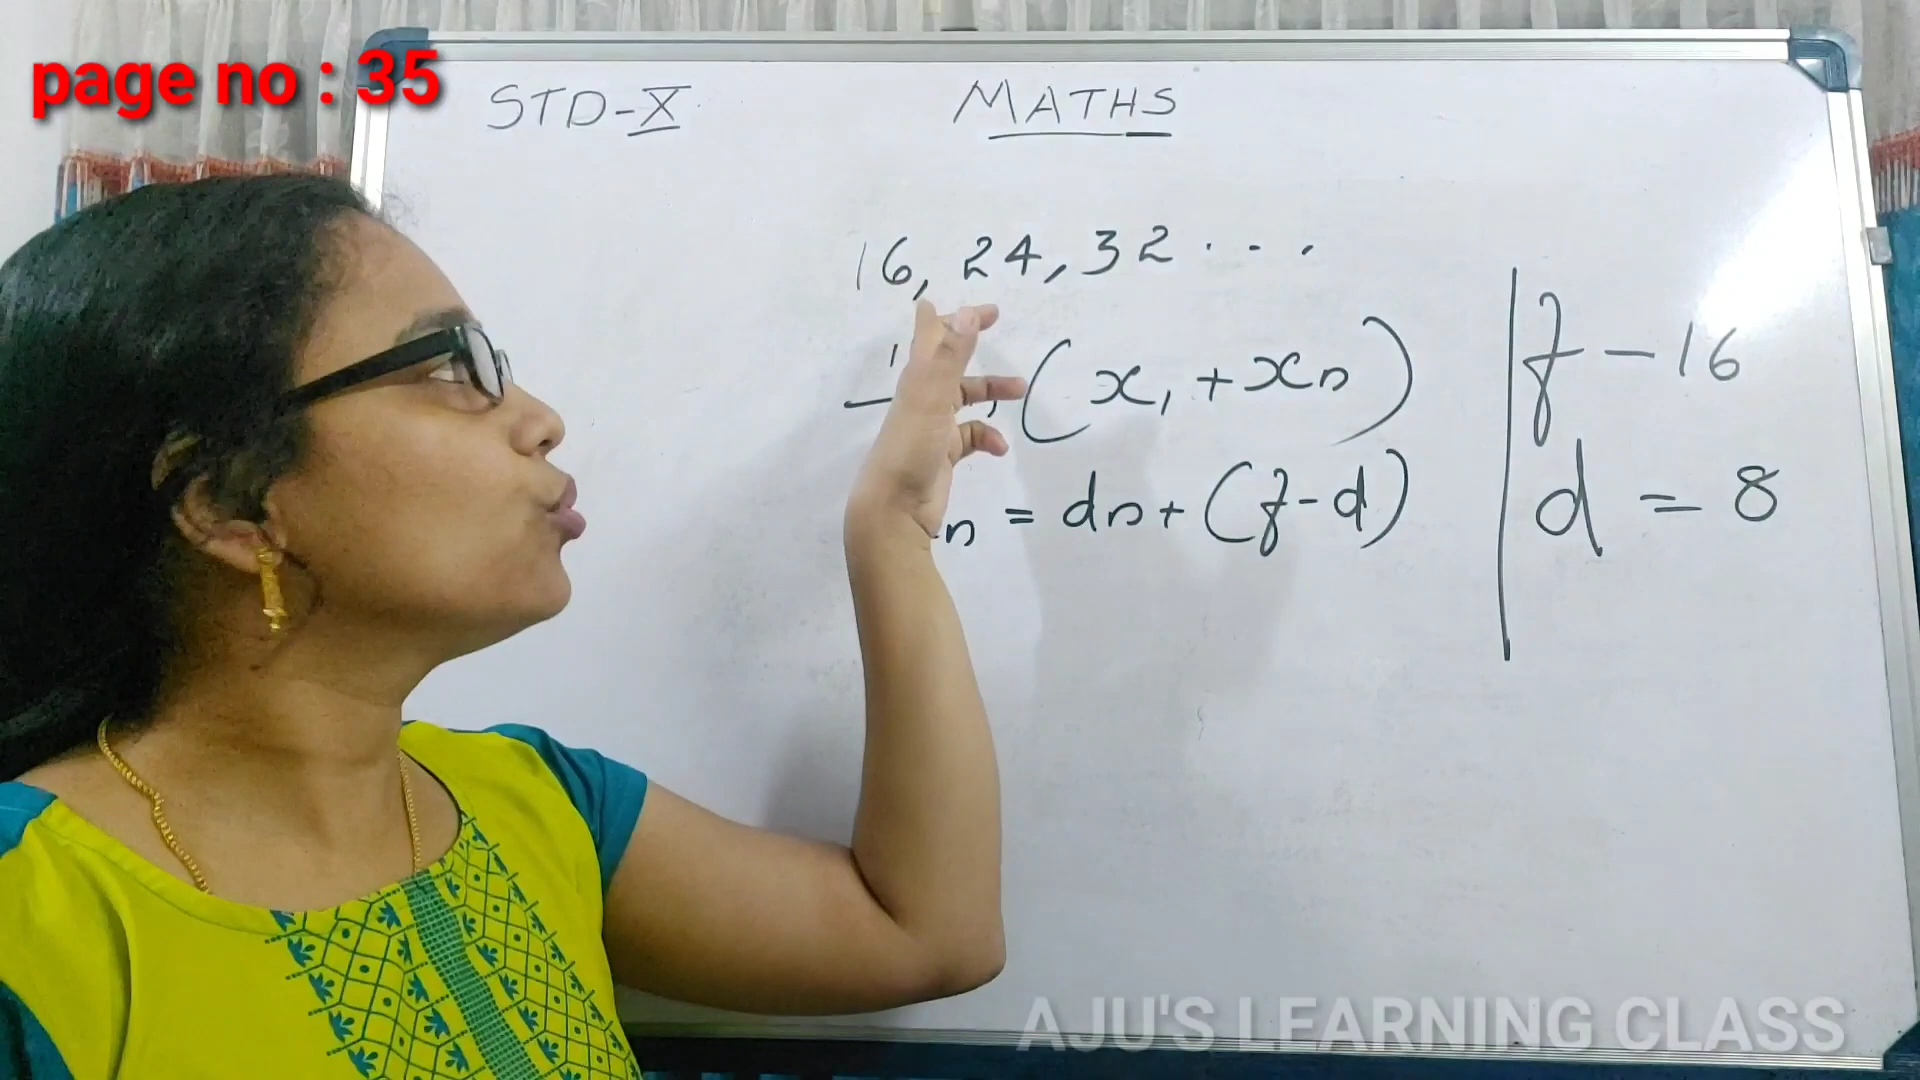 page no : 35
STD-X
MATHS
16, 24, 32 . . .
(x₁ + xn)
n = dn + (f - d)
f - 16
d = 8
AJU'S LEARNING CLASS